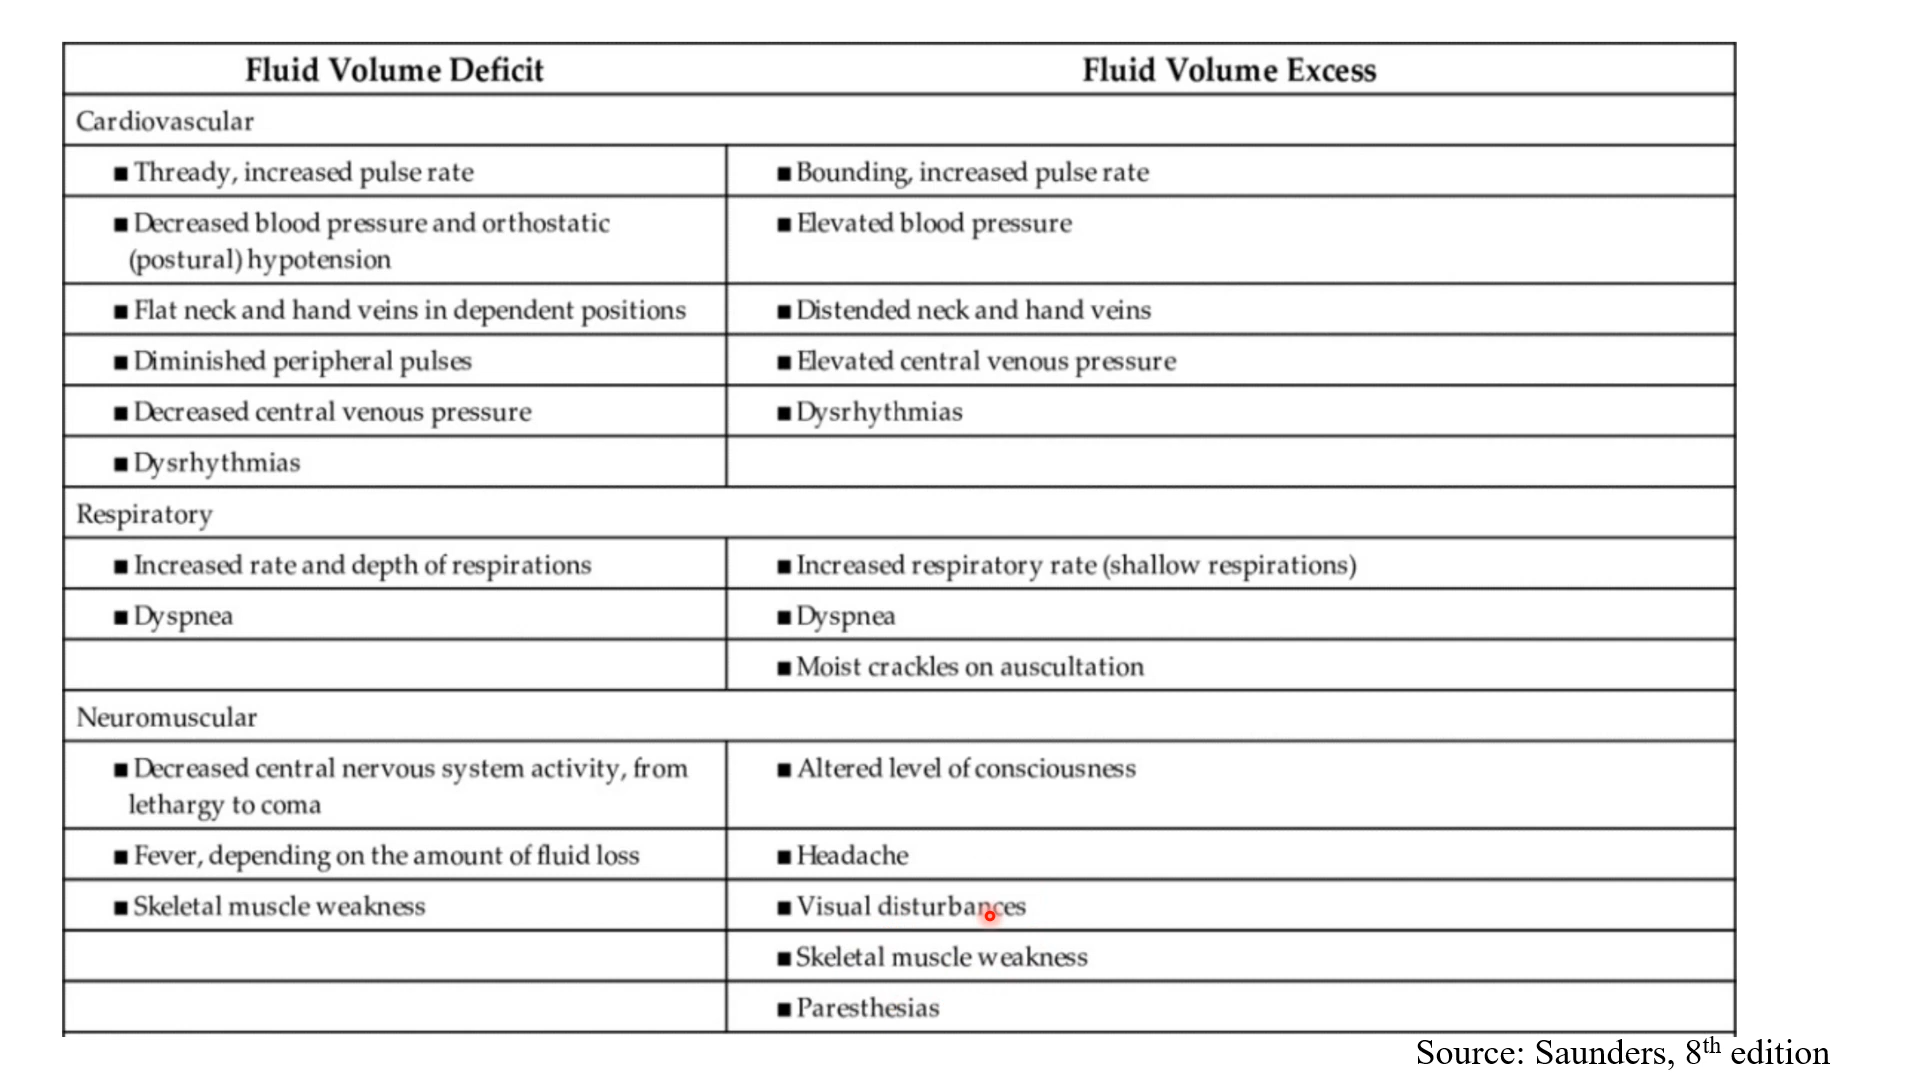 Fluid Volume Deficit Fluid Volume Excess
Cardiovascular
■ Thready, increased pulse rate ■ Bounding, increased pulse rate
■ Decreased blood pressure and orthostatic ■ Elevated blood pressure
(postural) hypotension
■ Flat neck and hand veins in dependent positions ■ Distended neck and hand veins
■ Diminished peripheral pulses ■ Elevated central venous pressure
■ Decreased central venous pressure ■ Dysrhythmias
■ Dysrhythmias
Respiratory
■ Increased rate and depth of respirations ■ Increased respiratory rate (shallow respirations)
■ Dyspnea ■ Dyspnea
■ Moist crackles on auscultation
Neuromuscular
■ Decreased central nervous system activity, from ■ Altered level of consciousness
lethargy to coma
■ Fever, depending on the amount of fluid loss ■ Headache
■ Skeletal muscle weakness ■ Visual disturbances
■ Skeletal muscle weakness
■ Paresthesias
Source: Saunders, 8th edition